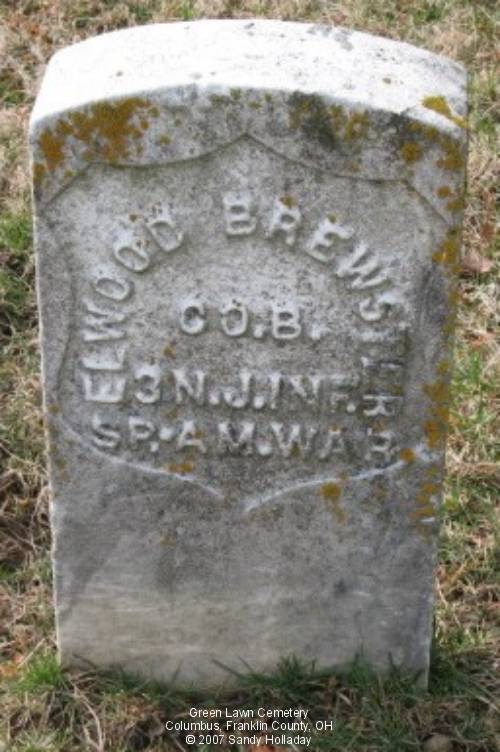 ELWOOD BREWSTER
CO.B.
3 N.J.INF.
SP.AM.WAR
Green Lawn Cemetery
Columbus, Franklin County, OH
© 2007 Sandy Holladay